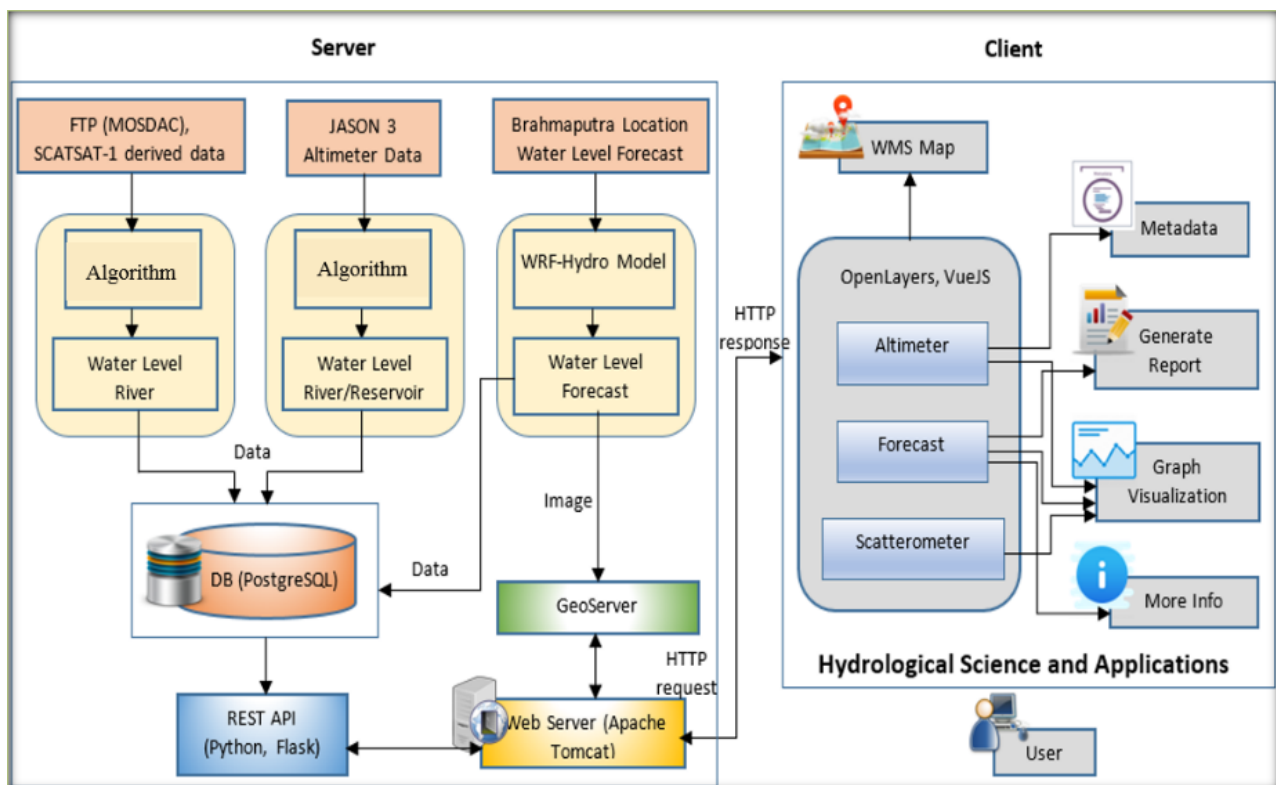 Server
Client
FTP (MOSDAC),
SCATSAT-1 derived data
JASON 3
Altimeter Data
Brahmaputra Location
Water Level Forecast
Algorithm
Algorithm
WRF-Hydro Model
Water Level
River
Water Level
River/Reservoir
Water Level
Forecast
Data
Image
DB (PostgreSQL)
Data
GeoServer
REST API
(Python, Flask)
Web Server (Apache
Tomcat)
HTTP
request
HTTP
response
WMS Map
OpenLayers, VueJS
Altimeter
Forecast
Scatterometer
Metadata
Generate
Report
Graph
Visualization
More Info
Hydrological Science and Applications
User